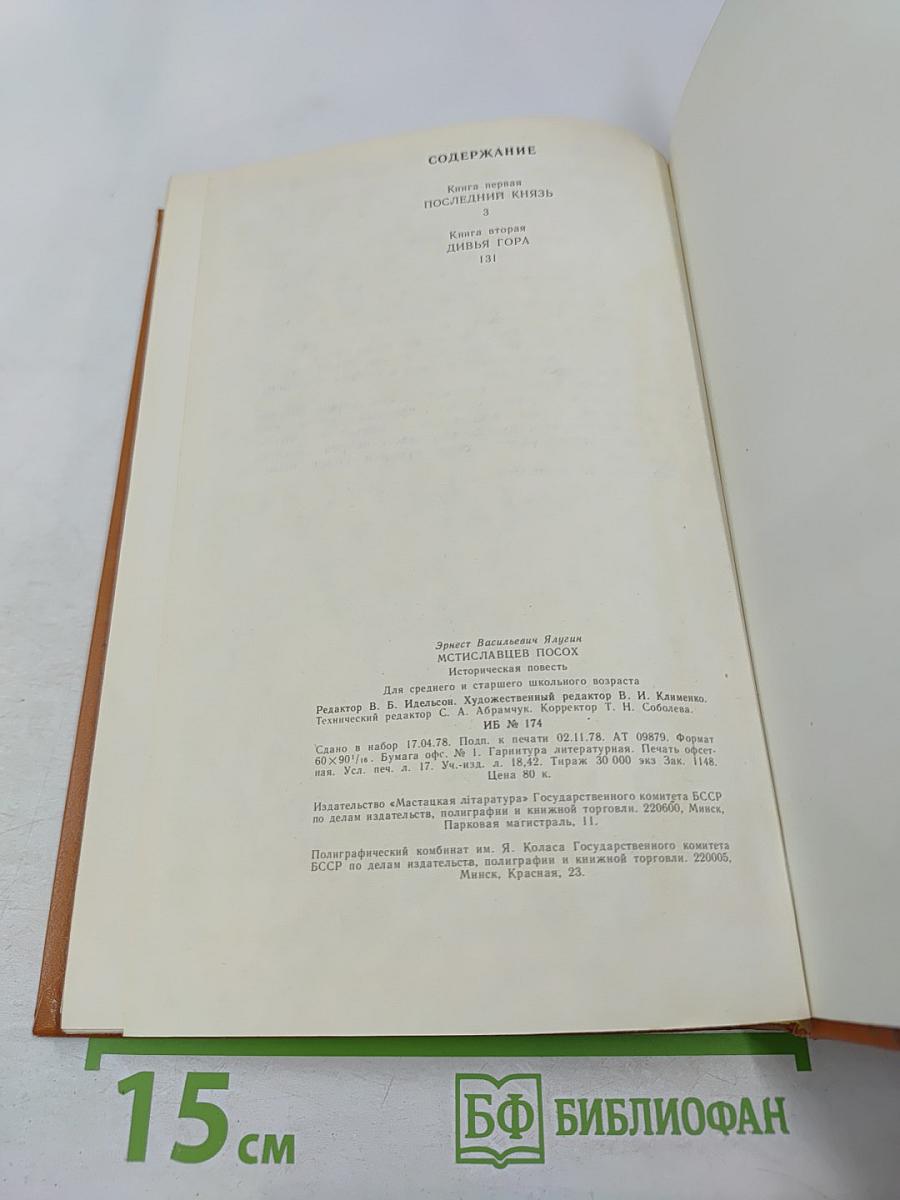 СОДЕРЖАНИЕ
Книга первая
ПОСЛЕДНИЙ КНЯЗЬ
3
Книга вторая
ДИВЬЯ ГОРА
131
Эрнест Васильевич Ялугин
МСТИСЛАВЦЕВ ПОСОХ
Историческая повесть
Для среднего и старшего школьного возраста
Редактор В. Б. Идельсон. Художественный редактор В. И. Клименко.
Технический редактор С. А. Абрамчук. Корректор Т. Н. Соболева.
ИБ № 174
Сдано в набор 17.04.78. Подп. к печати 02.11.78. АТ 09879. Формат
60×90¹/₁₆. Бумага офс. № 1. Гарнитура литературная. Печать офсет-
ная. Усл. печ. л. 17. Уч.-изд. л. 18,42. Тираж 30 000 экз Зак. 1148.
Цена 80 к.
Издательство «Мастацкая літаратура» Государственного комитета БССР
по делам издательств, полиграфии и книжной торговли. 220600, Минск,
Парковая магистраль, 11.
Полиграфический комбинат им. Я. Коласа Государственного комитета
БССР по делам издательств, полиграфии и книжной торговли. 220005,
Минск, Красная, 23.
15 см
БФ БИБЛИОФАН